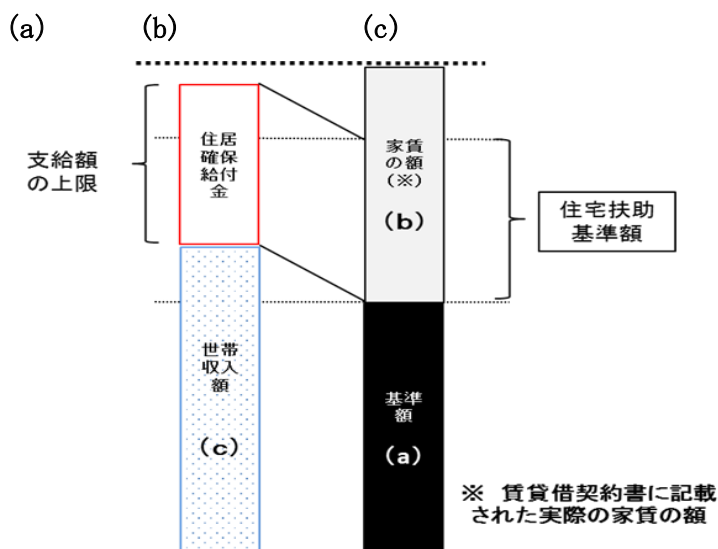 (a) (b) (c)
支給額
の上限
住居
確保
給付
金
世帯
収入
額
(c)
家賃
の額
(※)
(b)
基準
額
(a)
住宅扶助
基準額
※ 賃貸借契約書に記載
された実際の家賃の額